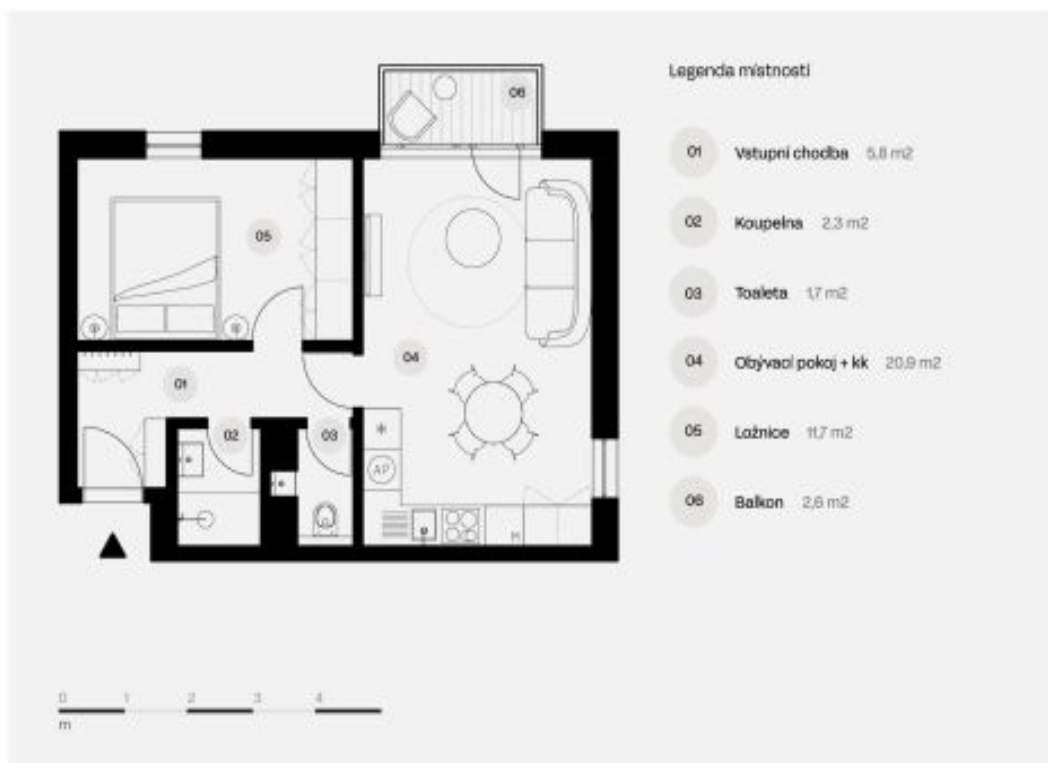 Legenda místností
01 Vstupní chodba 5,8 m2
02 Koupelna 2,3 m2
03 Toaleta 1,7 m2
04 Obývací pokoj + kk 20,9 m2
05 Ložnice 11,7 m2
06 Balkon 2,6 m2
06
05
04
01
02
03
*
AP
M
0 1 2 3 4
m